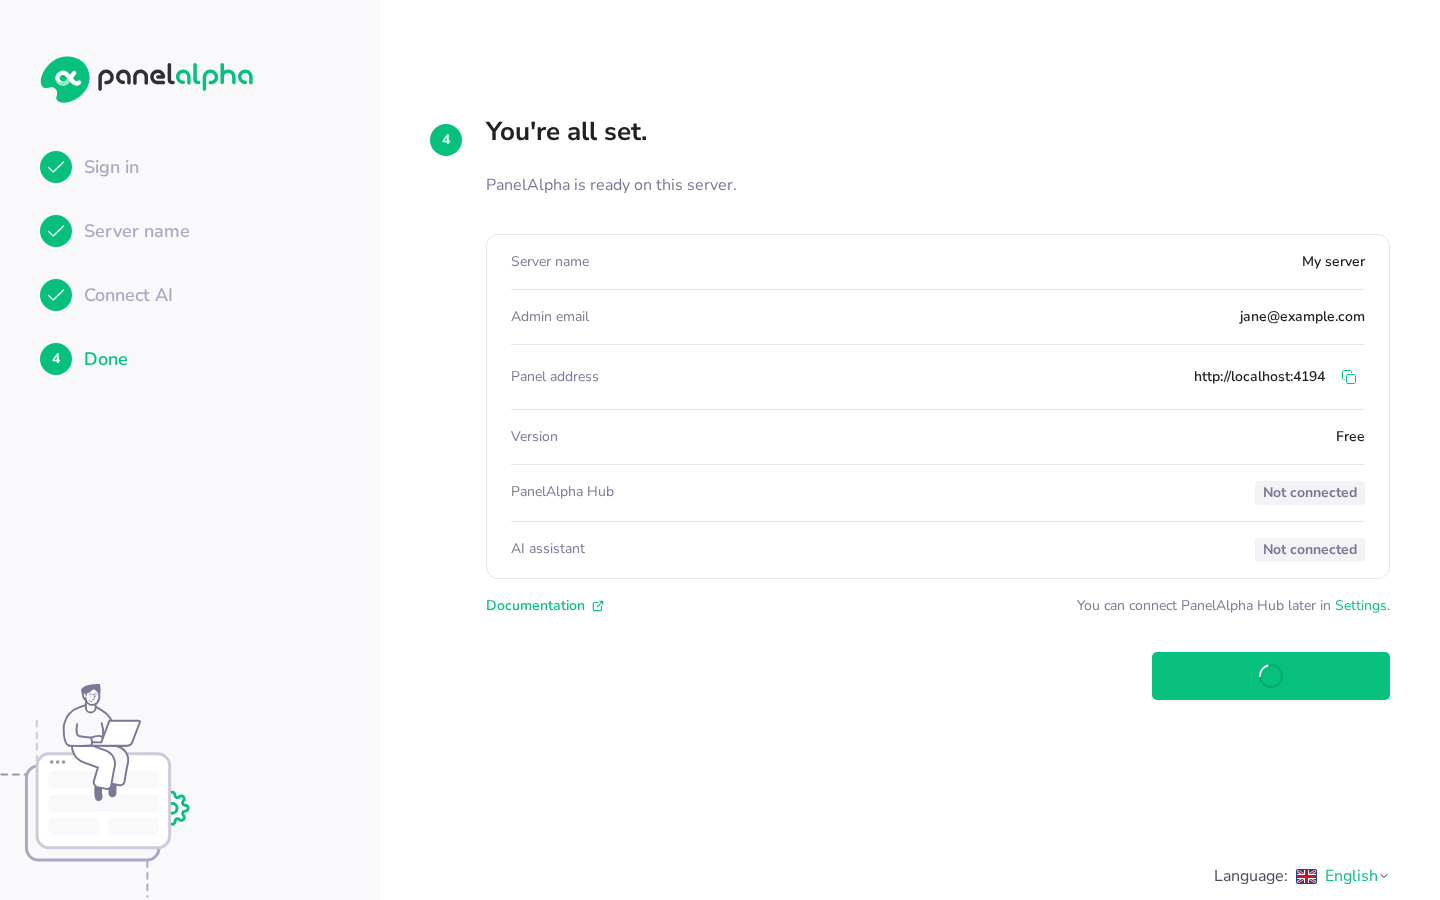 panelalpha
Sign in
Server name
Connect AI
4 Done
4 You're all set.
PanelAlpha is ready on this server.
Server name My server
Admin email jane@example.com
Panel address http://localhost:4194
Version Free
PanelAlpha Hub Not connected
AI assistant Not connected
Documentation You can connect PanelAlpha Hub later in Settings.
Language: English